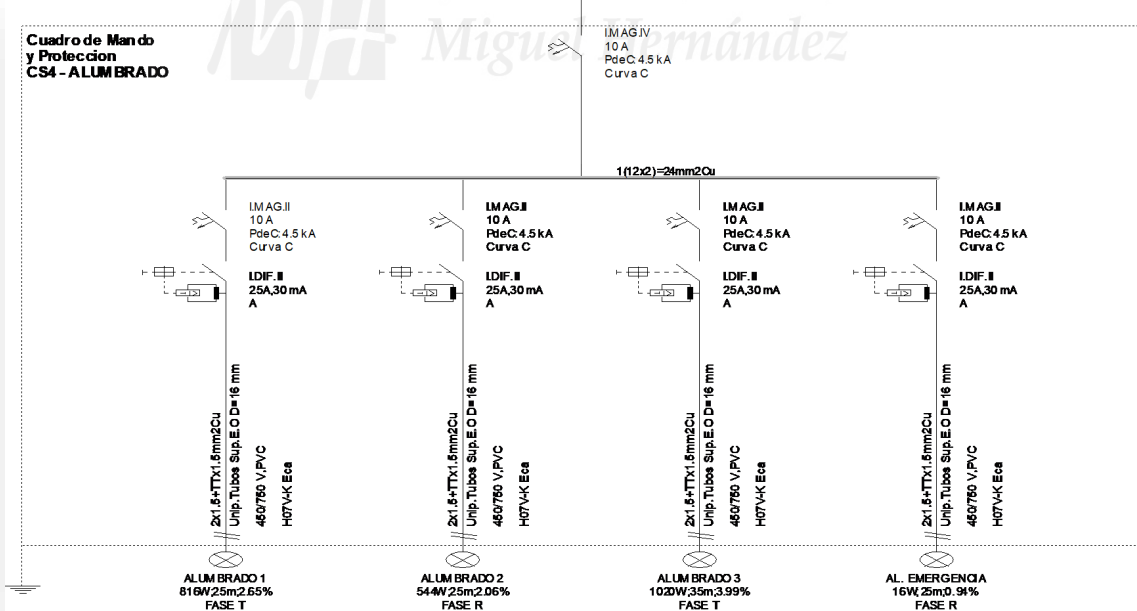 Miguel Hernández
Cuadro de Mando
y Proteccion
CS4 - ALUMBRADO
I.MAG.IV
10 A
PdeC: 4.5 kA
Curva C
1(12x2)=24mm2Cu
I.MAG.II
10 A
PdeC: 4.5 kA
Curva C
I.DIF.II
25A,30 mA
A
2x1.5+TTx1.5mm2Cu
Unip.Tubos Sup.E.O D=16 mm
450/750 V,PVC
H07V-K Eca
ALUMBRADO 1
816W;25m;2.65%
FASE T
I.MAG.II
10 A
PdeC: 4.5 kA
Curva C
I.DIF.II
25A,30 mA
A
2x1.5+TTx1.5mm2Cu
Unip.Tubos Sup.E.O D=16 mm
450/750 V,PVC
H07V-K Eca
ALUMBRADO 2
544W;25m;2.06%
FASE R
I.MAG.II
10 A
PdeC: 4.5 kA
Curva C
I.DIF.II
25A,30 mA
A
2x1.5+TTx1.5mm2Cu
Unip.Tubos Sup.E.O D=16 mm
450/750 V,PVC
H07V-K Eca
ALUMBRADO 3
1020W;35m;3.99%
FASE T
I.MAG.II
10 A
PdeC: 4.5 kA
Curva C
I.DIF.II
25A,30 mA
A
2x1.5+TTx1.5mm2Cu
Unip.Tubos Sup.E.O D=16 mm
450/750 V,PVC
H07V-K Eca
AL. EMERGENCIA
16W;25m;0.91%
FASE R